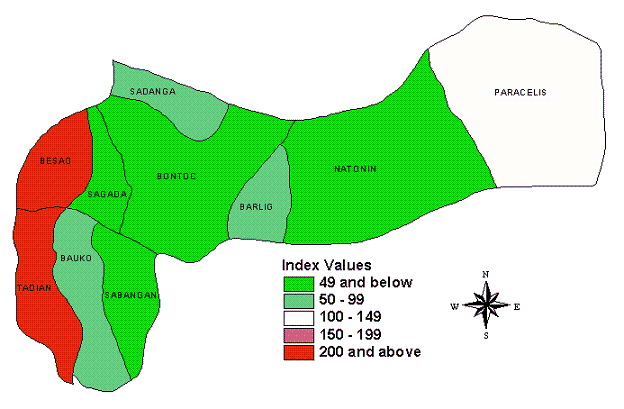 SADANGA
PARACELIS
BESAO
SAGADA
BONTOC
NATONIN
BARLIG
BAUKO
TADIAN
SABANGAN
Index Values
49 and below
50 - 99
100 - 149
150 - 199
200 and above
N
W E
S